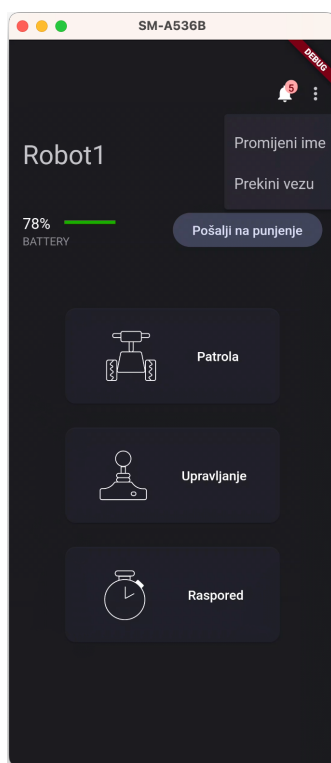 SM-A536B
DEBUG
5
Promijeni ime
Robot1
Prekini vezu
78%
BATTERY
Pošalji na punjenje
Patrola
Upravljanje
Raspored